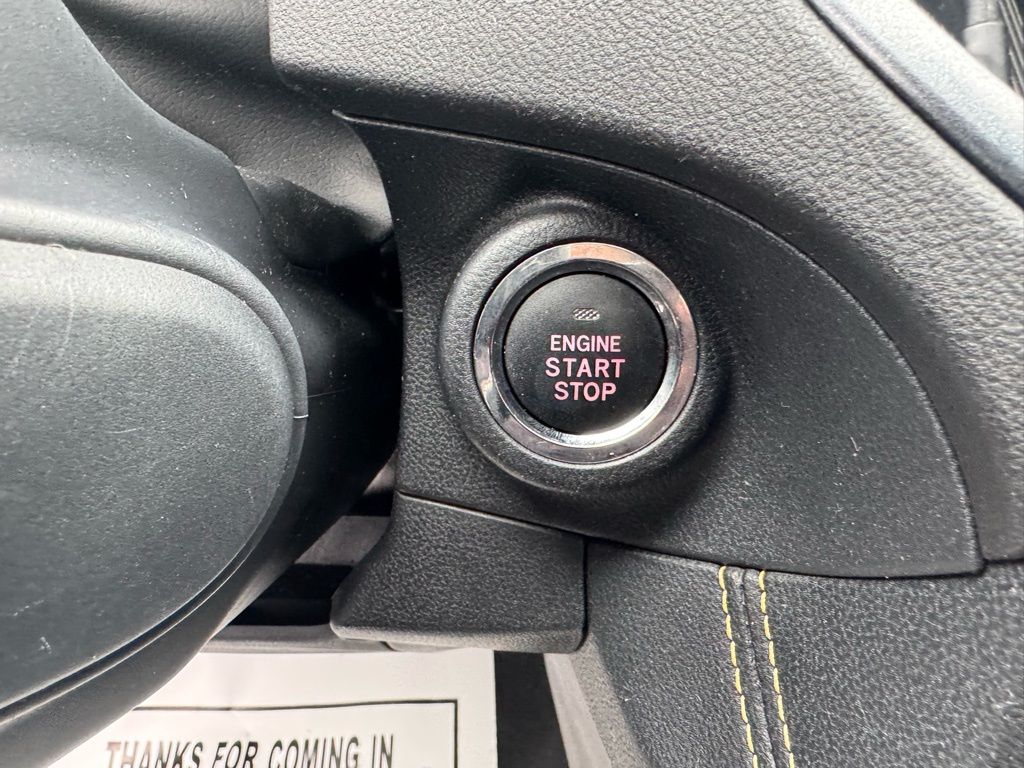 ENGINE
START
STOP
THANKS FOR COMING IN